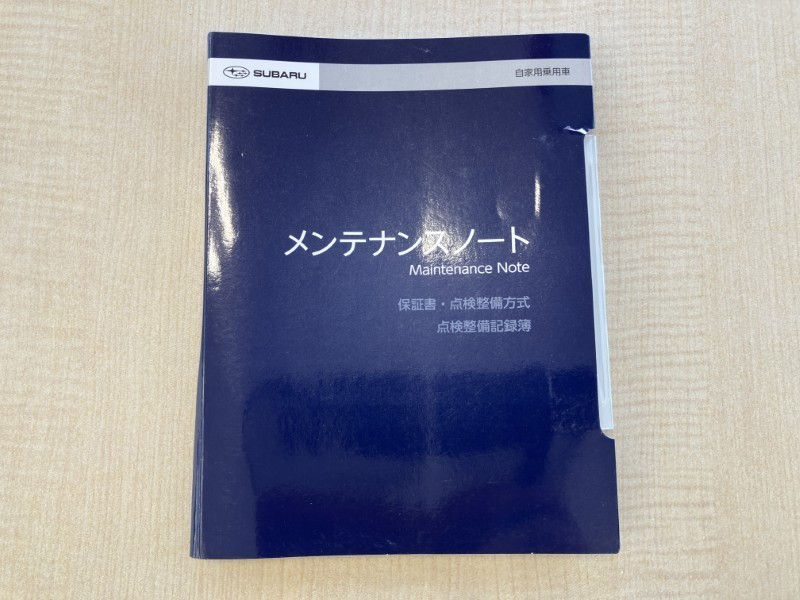 SUBARU
自家用乗用車
メンテナンスノート
Maintenance Note
保証書・点検整備方式
点検整備記録簿